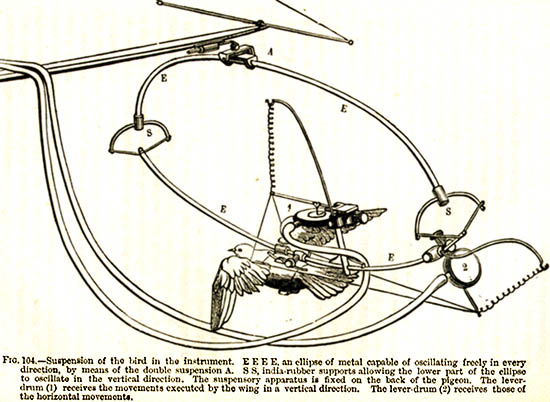 A
E
E
S
S
1
E
E
2
FIG. 104.—Suspension of the bird in the instrument. E E E E, an ellipse of metal capable of oscillating freely in every
direction, by means of the double suspension A. S S, india-rubber supports allowing the lower part of the ellipse
to oscillate in the vertical direction. The suspensory apparatus is fixed on the back of the pigeon. The lever-
drum (1) receives the movements executed by the wing in a vertical direction. The lever-drum (2) receives those of
the horizontal movements.